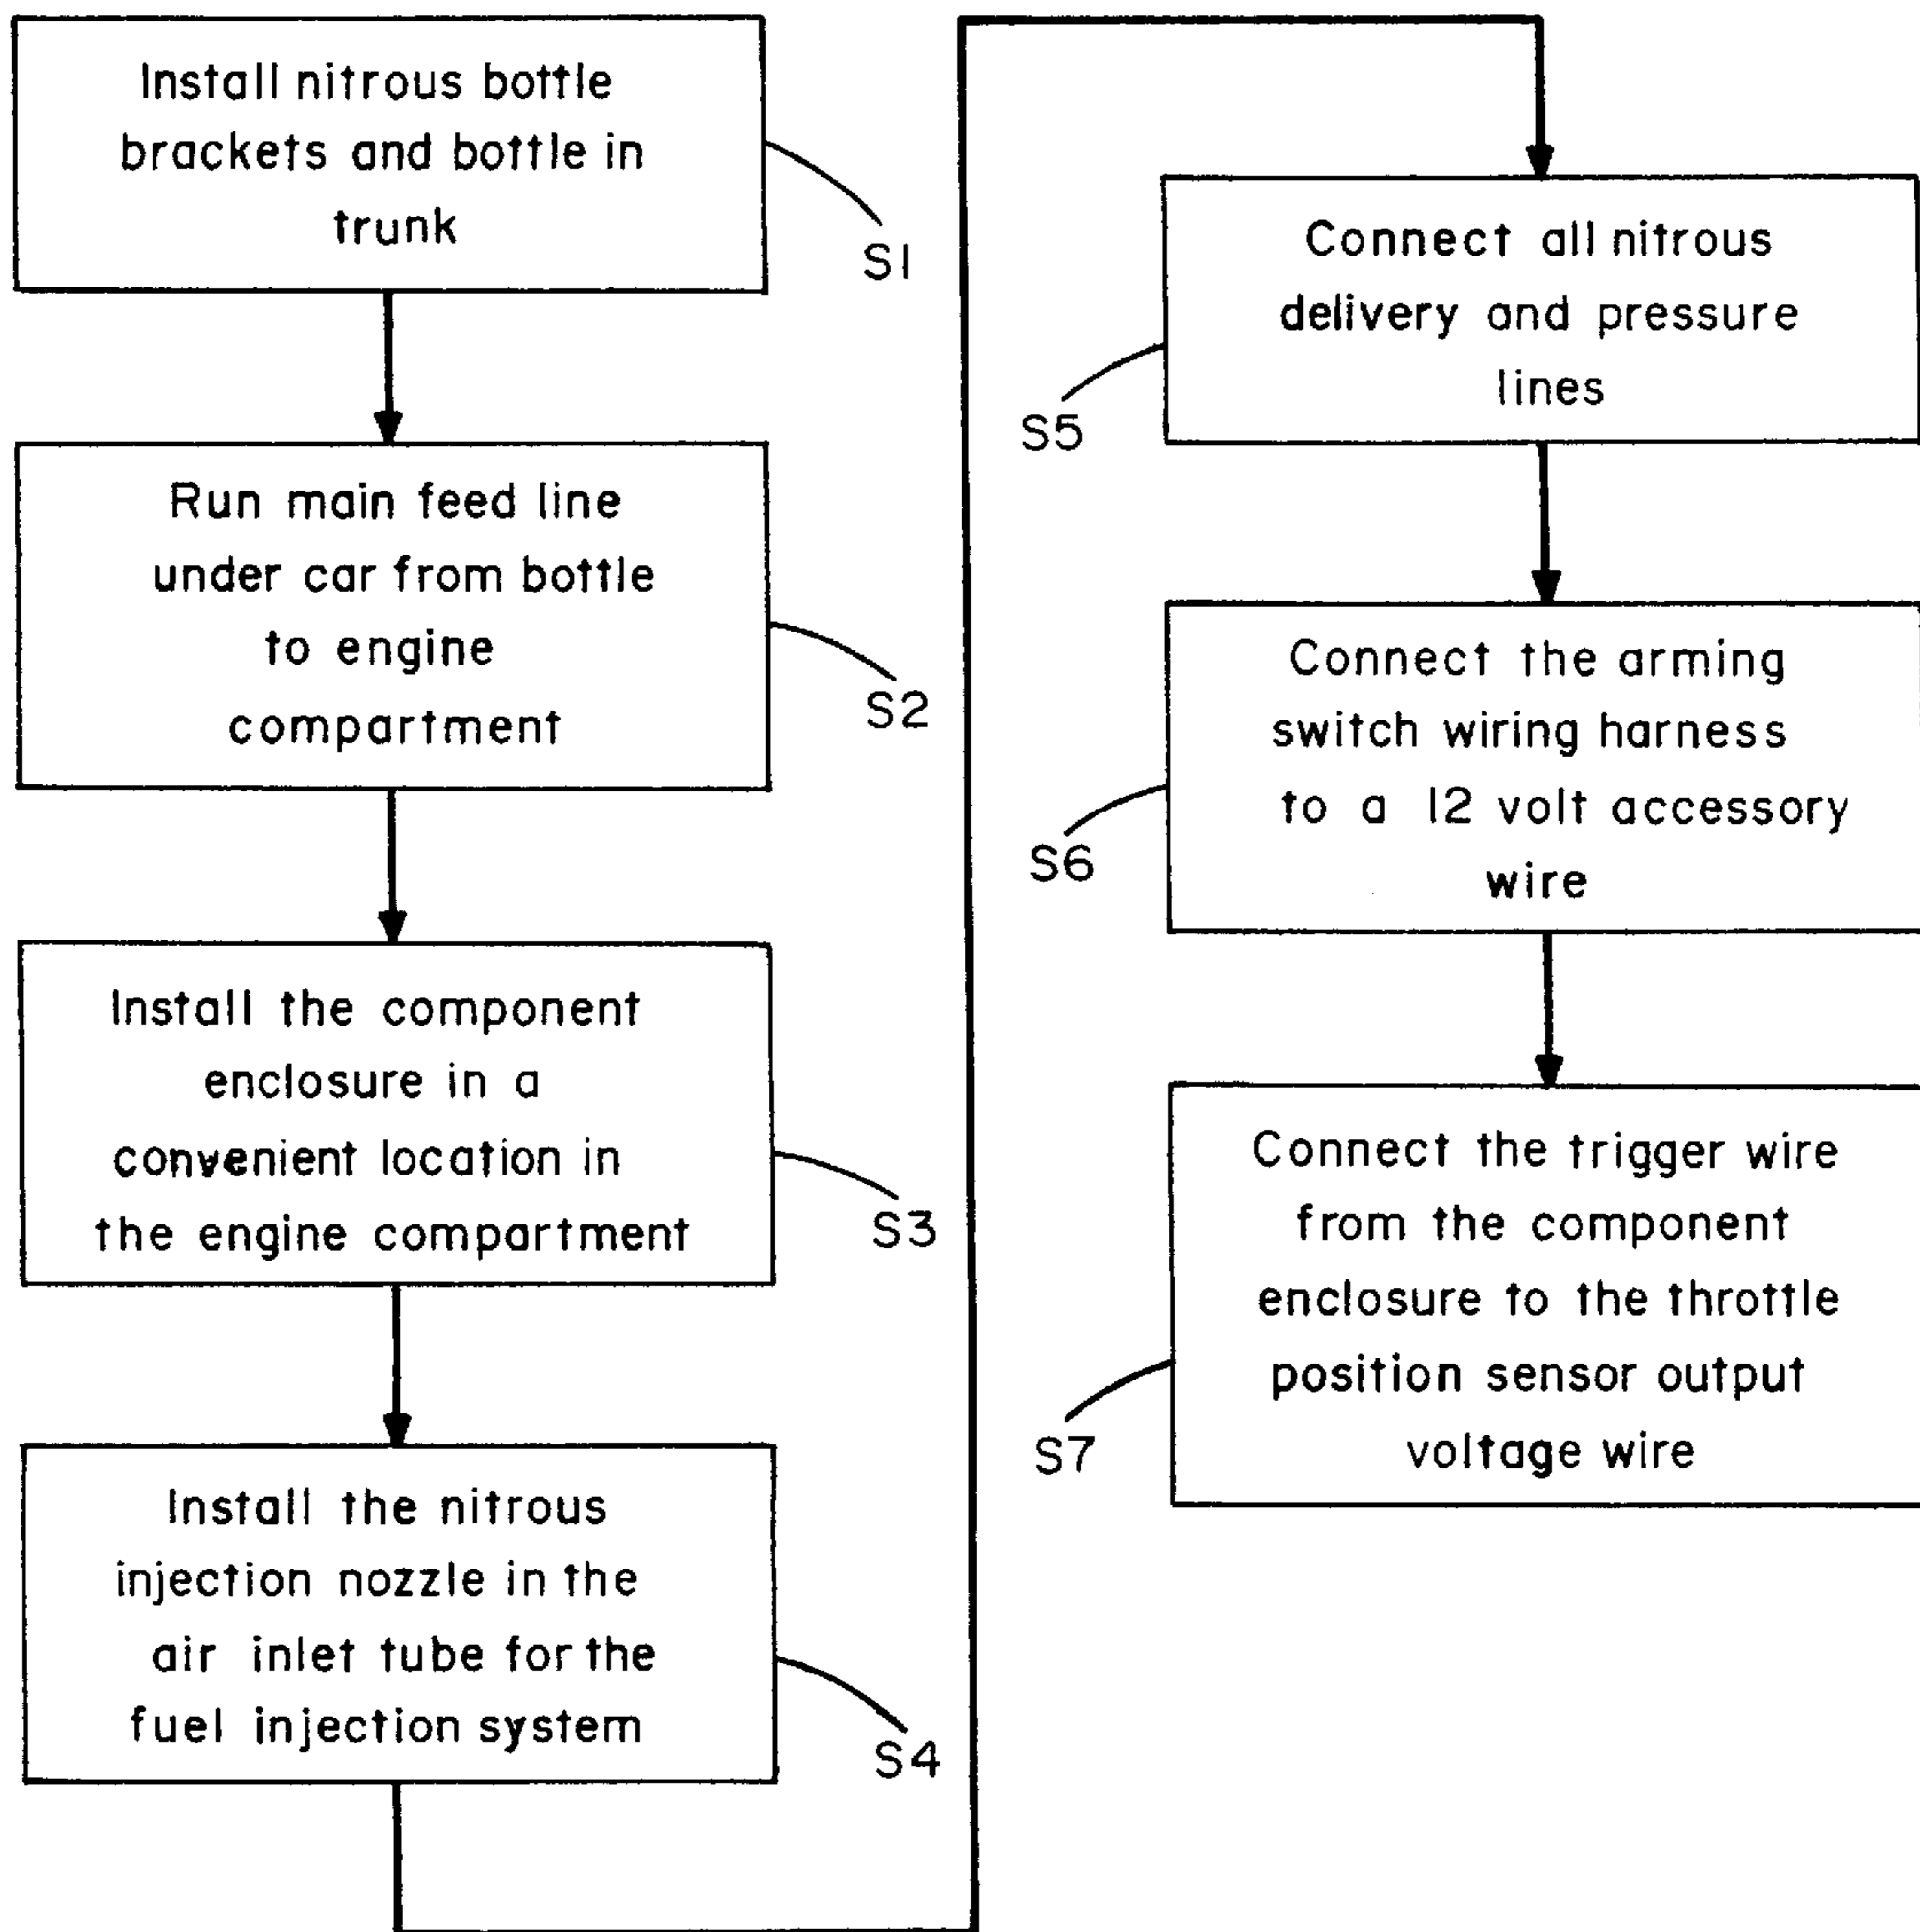 Install nitrous bottle
brackets and bottle in
trunk
S1
Run main feed line
under car from bottle
to engine
compartment
S2
Install the component
enclosure in a
convenient location in
the engine compartment
S3
Install the nitrous
injection nozzle in the
air inlet tube for the
fuel injection system
S4
Connect all nitrous
delivery and pressure
lines
S5
Connect the arming
switch wiring harness
to a 12 volt accessory
wire
S6
Connect the trigger wire
from the component
enclosure to the throttle
position sensor output
voltage wire
S7